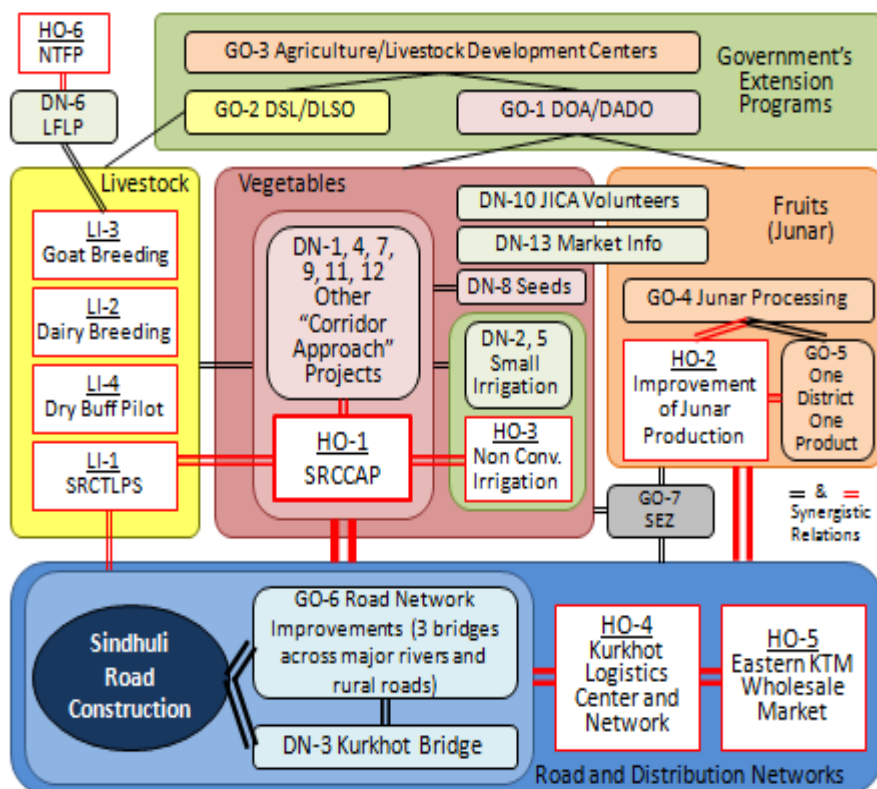 HO-6
NTFP
DN-6
LFLP
GO-3 Agriculture/Livestock Development Centers
Government's
Extension
Programs
GO-2 DSL/DLSO
GO-1 DOA/DADO
Livestock
LI-3
Goat Breeding
LI-2
Dairy Breeding
LI-4
Dry Buff Pilot
LI-1
SRCTLPS
Vegetables
DN-1, 4, 7,
9, 11, 12
Other
"Corridor
Approach"
Projects
HO-1
SRCCAP
DN-10 JICA Volunteers
DN-13 Market Info
DN-8 Seeds
DN-2, 5
Small
Irrigation
HO-3
Non Conv.
Irrigation
Fruits
(Junar)
GO-4 Junar Processing
HO-2
Improvement
of Junar
Production
GO-5
One
District
One
Product
GO-7
SEZ
&
Synergistic
Relations
Sindhuli
Road
Construction
GO-6 Road Network
Improvements (3 bridges
across major rivers and
rural roads)
DN-3 Kurkhot Bridge
HO-4
Kurkhot
Logistics
Center and
Network
HO-5
Eastern KTM
Wholesale
Market
Road and Distribution Networks